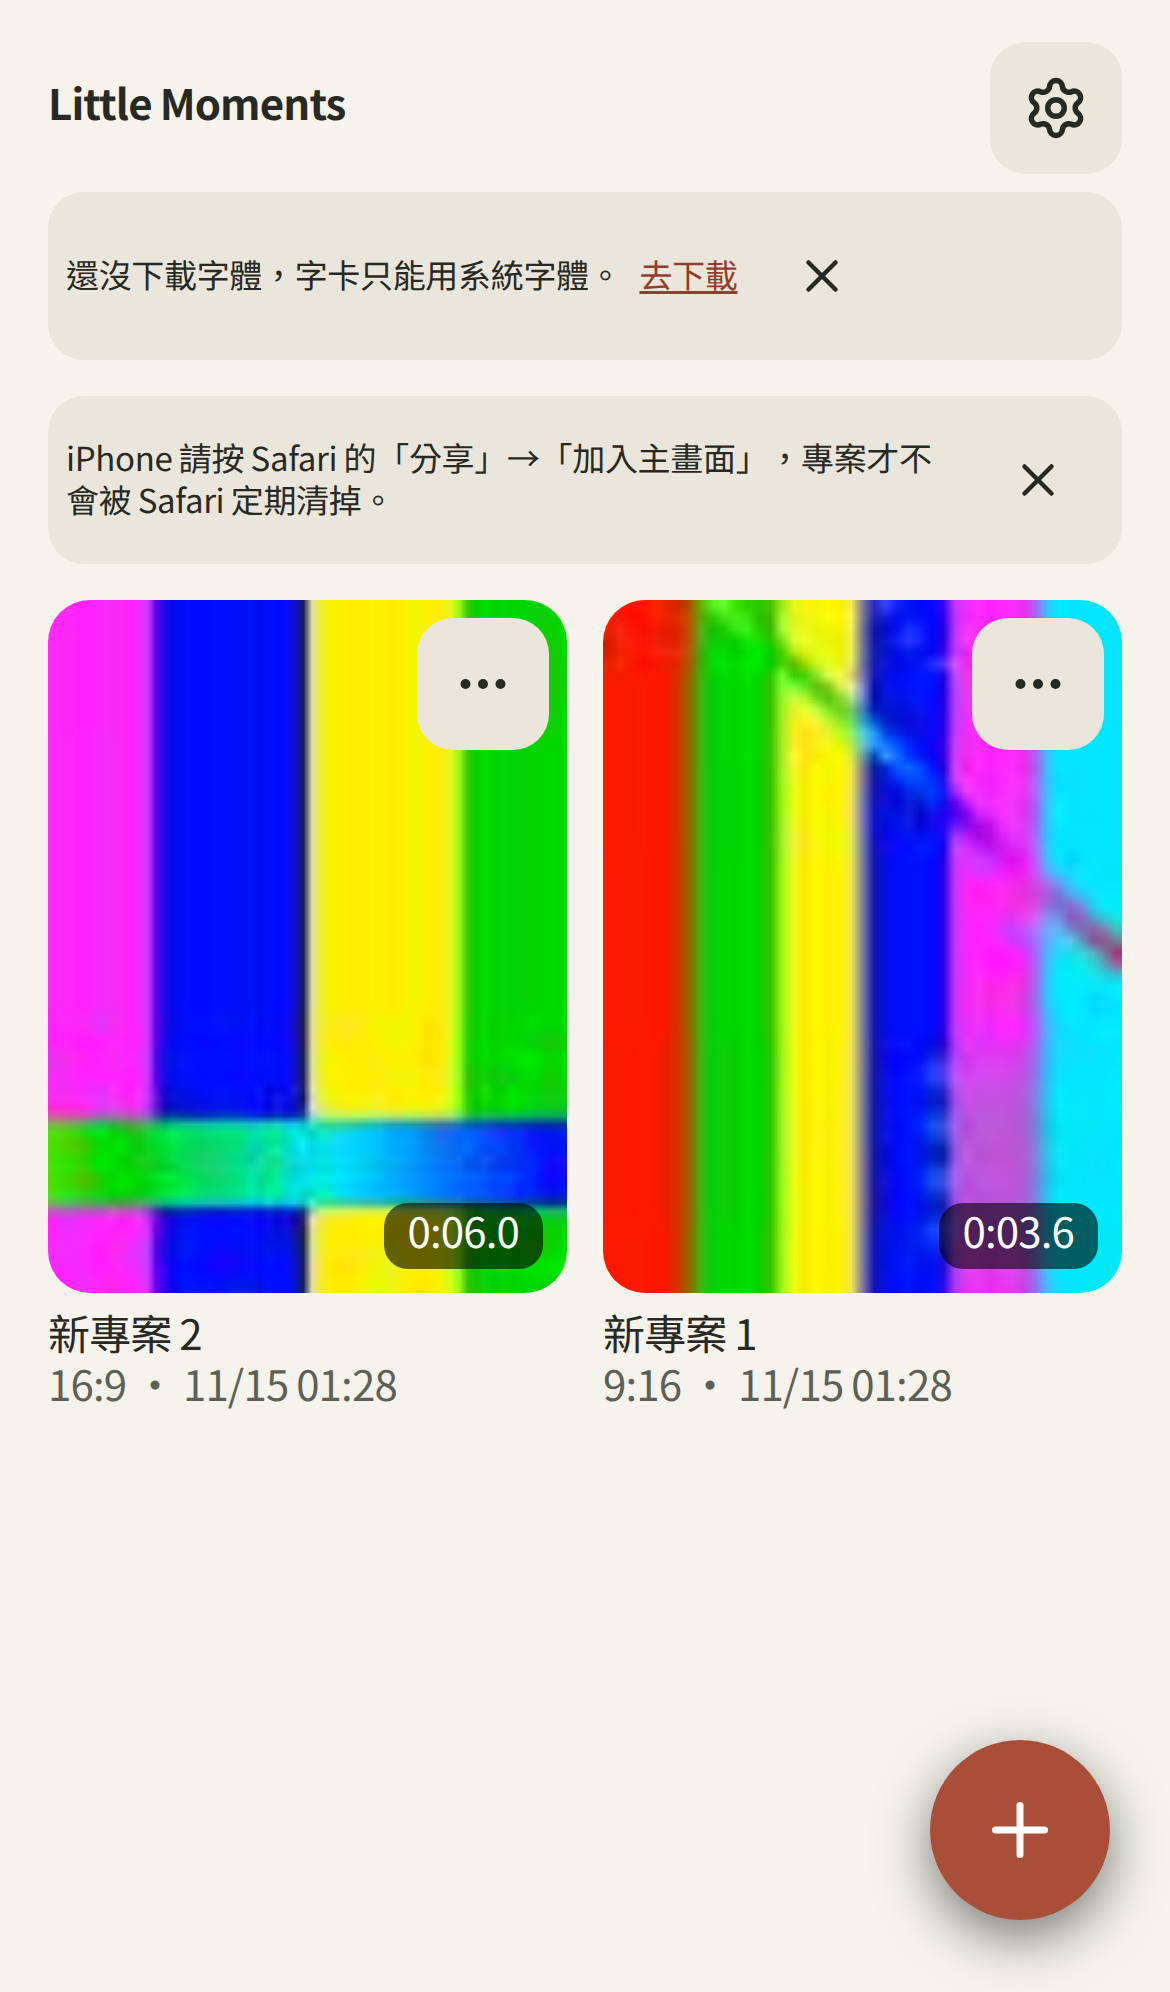 Little Moments
還沒下載字體，字卡只能用系統字體。 去下載
iPhone 請按 Safari 的「分享」→「加入主畫面」，專案才不
會被 Safari 定期清掉。
0:06.0
0:03.6
新專案 2
16:9 · 11/15 01:28
新專案 1
9:16 · 11/15 01:28